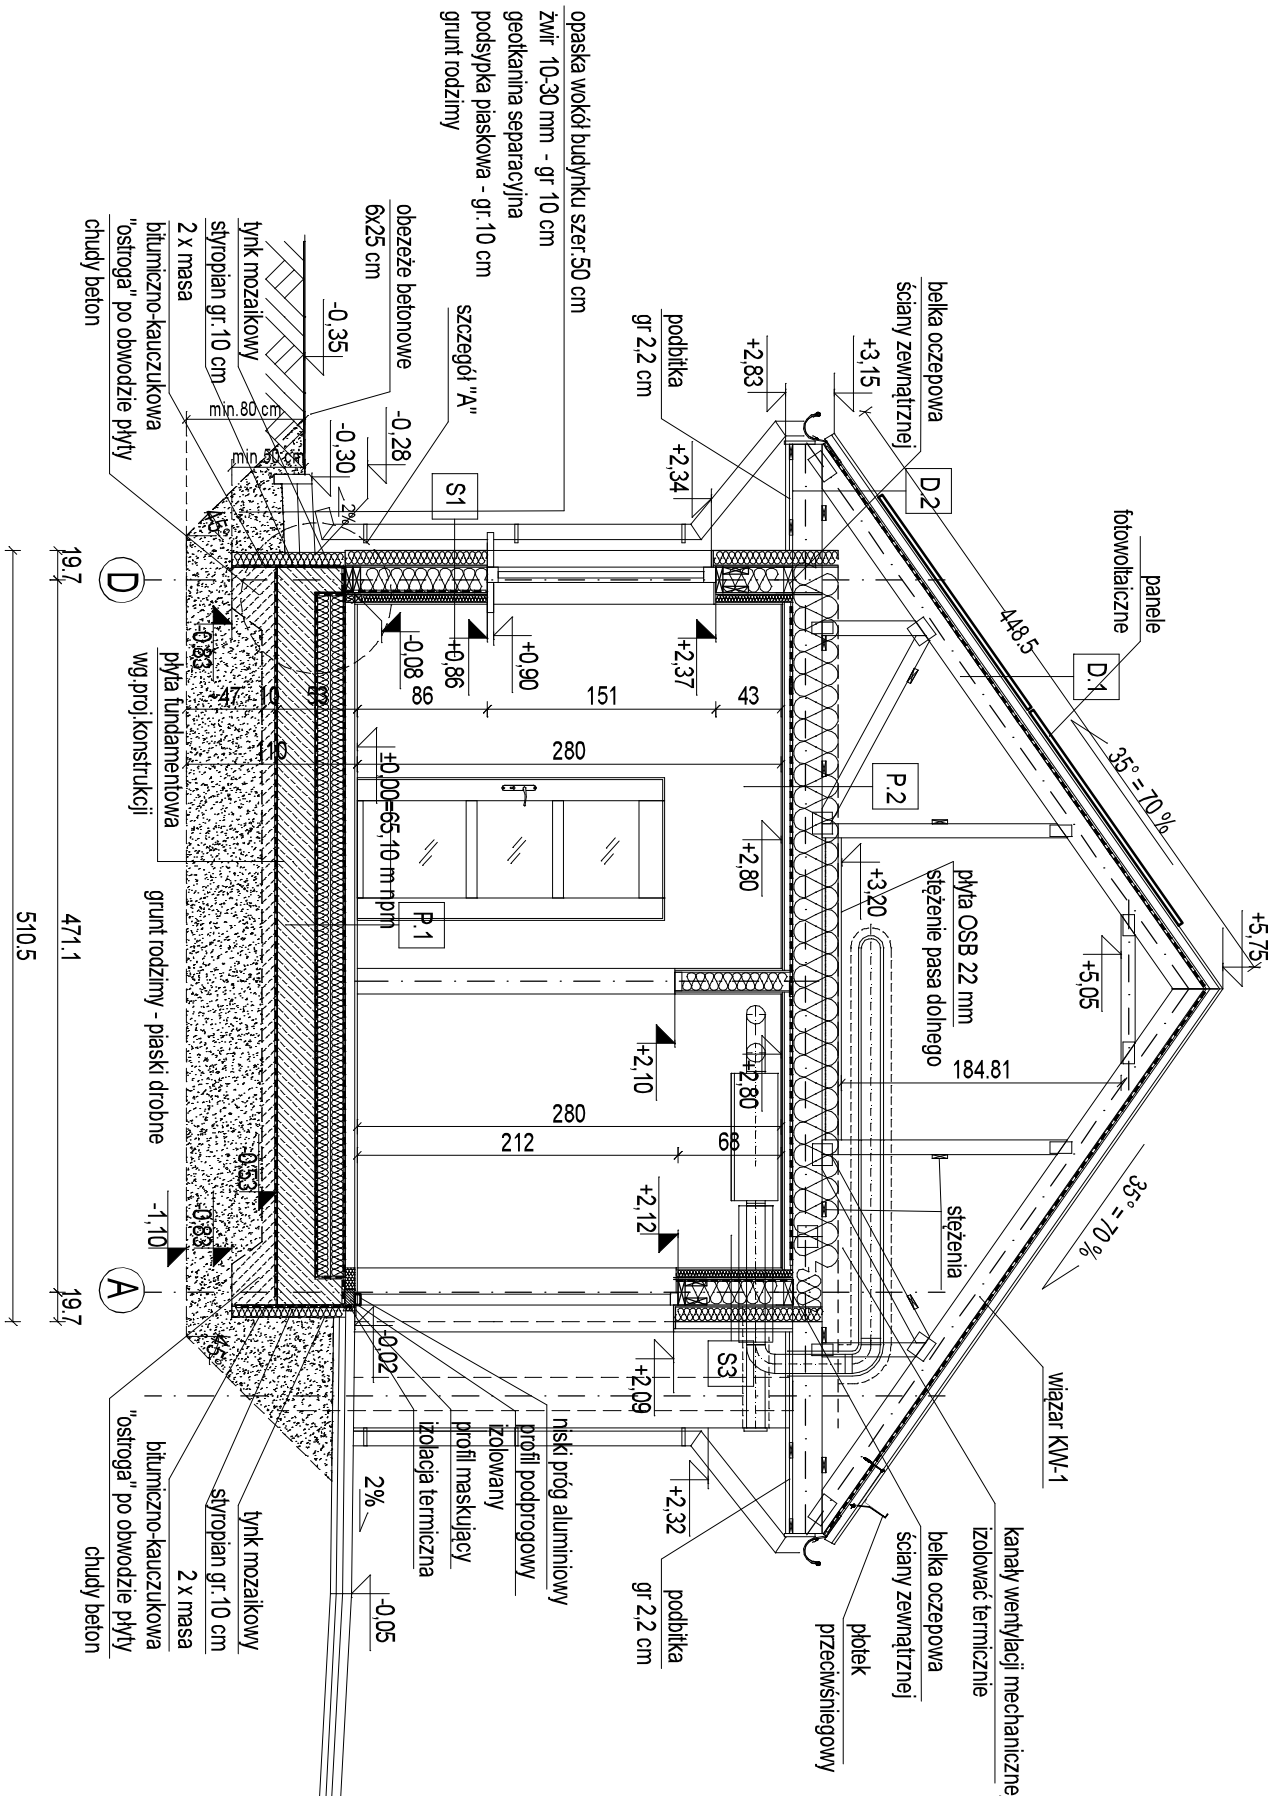 +5,75
panele
fotowoltaiczne
448.5
35° = 70 %
35° = 70 %
D.1
D.2
belka oczepowa
ściany zewnątrznej
+3,15
+2,83
podbitka
gr 2,2 cm
+2,34
+5,05
184.81
płyta OSB 22 mm
stężenie pasa dolnego
+3,20
P.2
stężenia
wiązar KW-1
kanały wentylacji mechaniczne
izolować termicznie
belka oczepowa
ściany zewnątrznej
płotek
przeciwśniegowy
podbitka
gr 2,2 cm
+2,32
opaska wokół budynku szer.50 cm
żwir 10-30 mm - gr 10 cm
geotkanina separacyjna
podsypka piaskowa - gr.10 cm
grunt rodzimy
szczegół "A"
S1
43
+2,37
151
+0,90
+0,86
86
-0,08
280
+2,80
+2,80
+2,10
280
212
68
+2,12
S3
+2,09
±0,00=65,10 m npm
P.1
obezeże betonowe
6x25 cm
-0,28
-0,30
-0,35
2%
min.80 cm
min.50 cm
45°
tynk mozaikowy
styropian gr.10 cm
2 x masa
bitumiczno-kauczukowa
"ostroga" po obwodzie płyty
chudy beton
-0,83
53
10
~47
110
płyta fundamentowa
wg.proj.konstrukcji
grunt rodzimy - piaski drobne
-0,53
-0,83
-1,10
-0,02
niski próg aluminiowy
profil podprogowy
izolowany
profil maskujący
izolacja termiczna
2%
-0,05
45°
tynk mozaikowy
styropian gr.10 cm
2 x masa
bitumiczno-kauczukowa
"ostroga" po obwodzie płyty
chudy beton
D
A
19.7
471.1
19.7
510.5